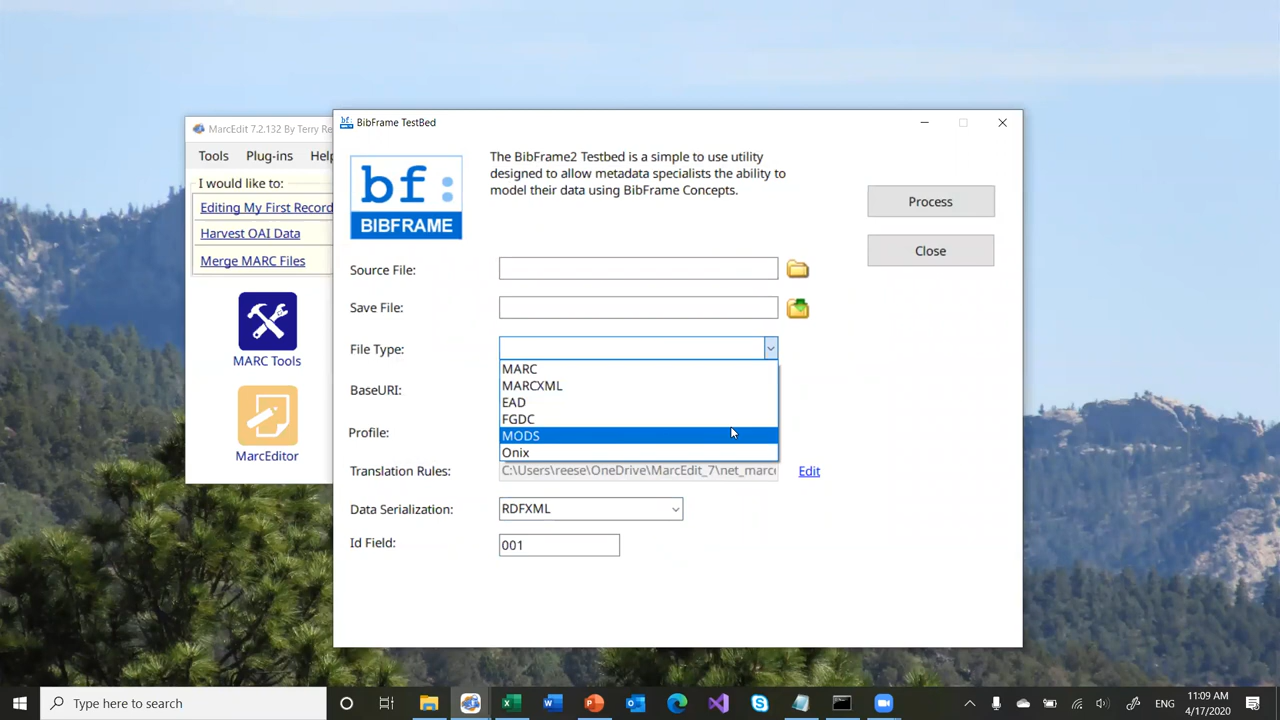 MarcEdit 7.2.132 By Terry Re
Tools Plug-ins Help
I would like to:
Editing My First Record
Harvest OAI Data
Merge MARC Files
MARC Tools
MarcEditor
bf:
BibFrame TestBed
bf:
BIBFRAME
The BibFrame2 Testbed is a simple to use utility
designed to allow metadata specialists the ability to
model their data using BibFrame Concepts.
Process
Close
Source File:
Save File:
File Type:
MARC
MARCXML
EAD
FGDC
MODS
Onix
BaseURI:
Profile:
Translation Rules: C:\Users\reese\OneDrive\MarcEdit_7\net_marce Edit
Data Serialization: RDFXML
Id Field: 001
Type here to search
ENG
11:09 AM
4/17/2020